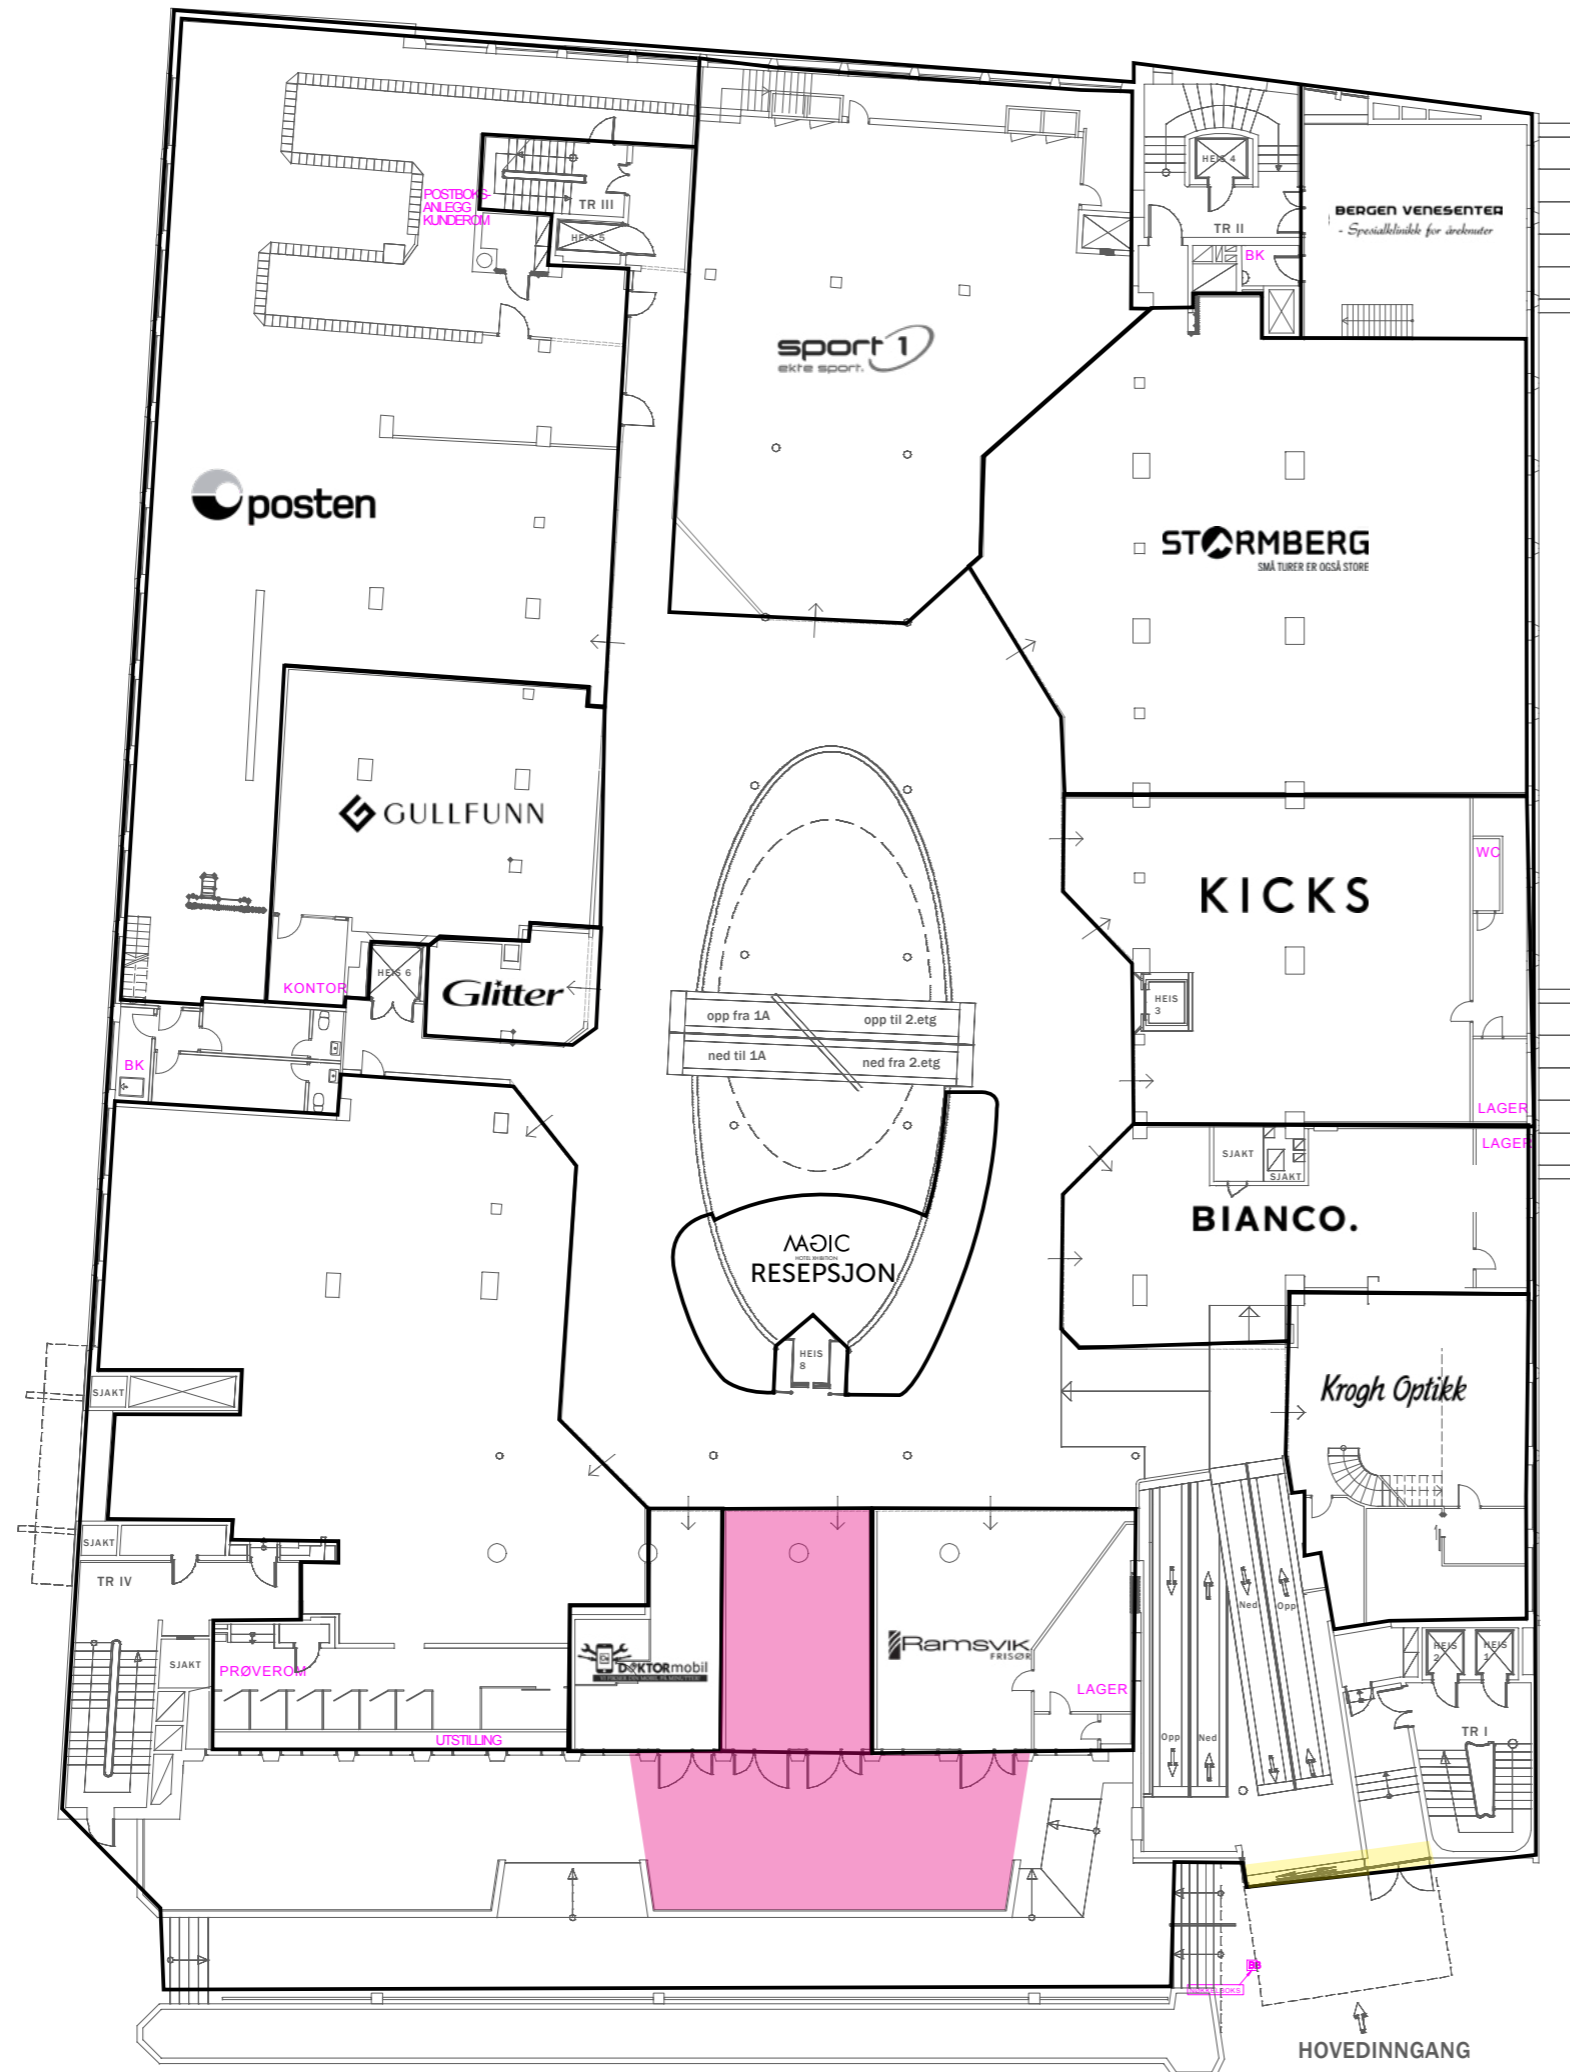 HEIS 4
POSTBOKS-
ANLEGG
KUNDEROM
TR III
BERGEN VENESENTER
- Spesialklinikk for åreknuter
TR II
HEIS 5
BK
sport 1
ekte sport.
posten
STORMBERG
SMÅ TURER ER OGSÅ STORE
GULLFUNN
WC
KICKS
HEIS 6
KONTOR
Glitter
HEIS
3
opp fra 1A
opp til 2.etg
ned til 1A
ned fra 2.etg
BK
LAGER
LAGER
SJAKT
SJAKT
BIANCO.
MAGIC
RESEPSJON
HEIS
8
SJAKT
Krogh Optikk
SJAKT
TR IV
Ned
Opp
SJAKT
PRØVEROM
DOKTORmobil
Ramsvik
FRISØR
HEIS
2
HEIS
1
LAGER
UTSTILLING
Opp
Ned
TR I
HOVEDINNGANG